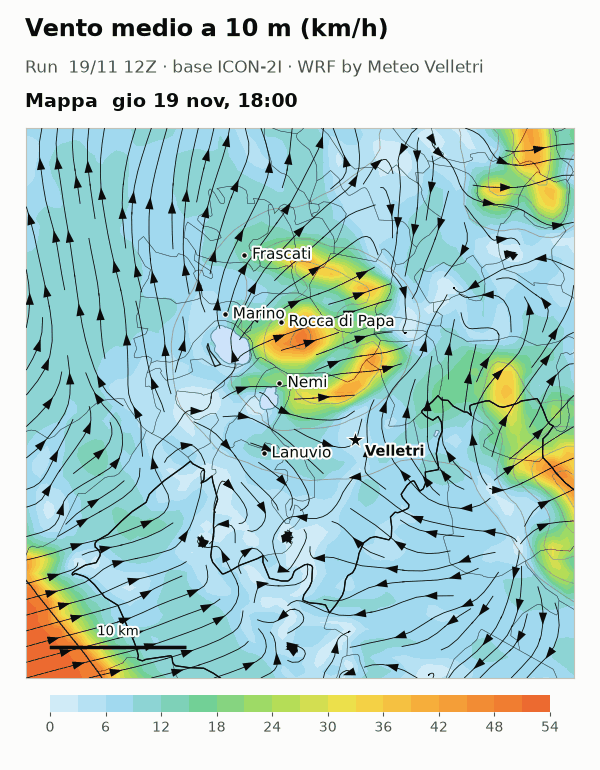 Vento medio a 10 m (km/h)
Run  19/11 12Z · base ICON-2I · WRF by Meteo Velletri
Mappa  gio 19 nov, 18:00
Frascati
Marino
Rocca di Papa
Nemi
Lanuvio
Velletri
10 km
0 6 12 18 24 30 36 42 48 54